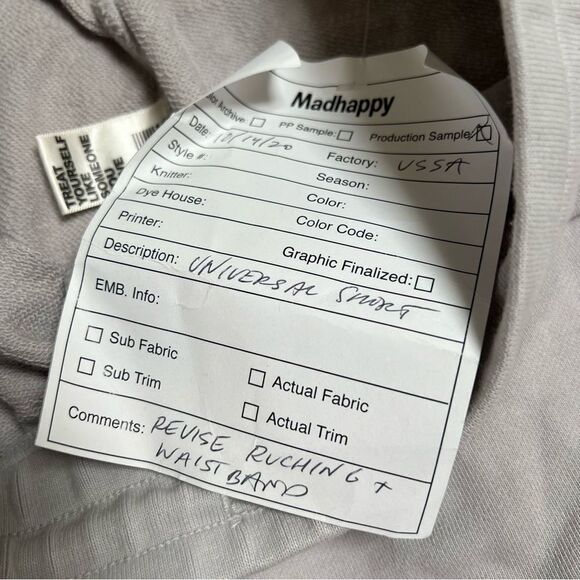 Madhappy
Archive □ PP Sample: □ Production Sample ☒
Date: 10/14/20 Factory: USSA
Style #:
Knitter: Season:
Dye House: Color:
Printer: Color Code:
Graphic Finalized: □
Description: UNIVERSAL SHORT
EMB. Info:
□ Sub Fabric □ Actual Fabric
□ Sub Trim □ Actual Trim
Comments: REVISE RUCHING +
WAISTBAND
TREAT
YOURSELF
LIKE
SOMEONE
YOU